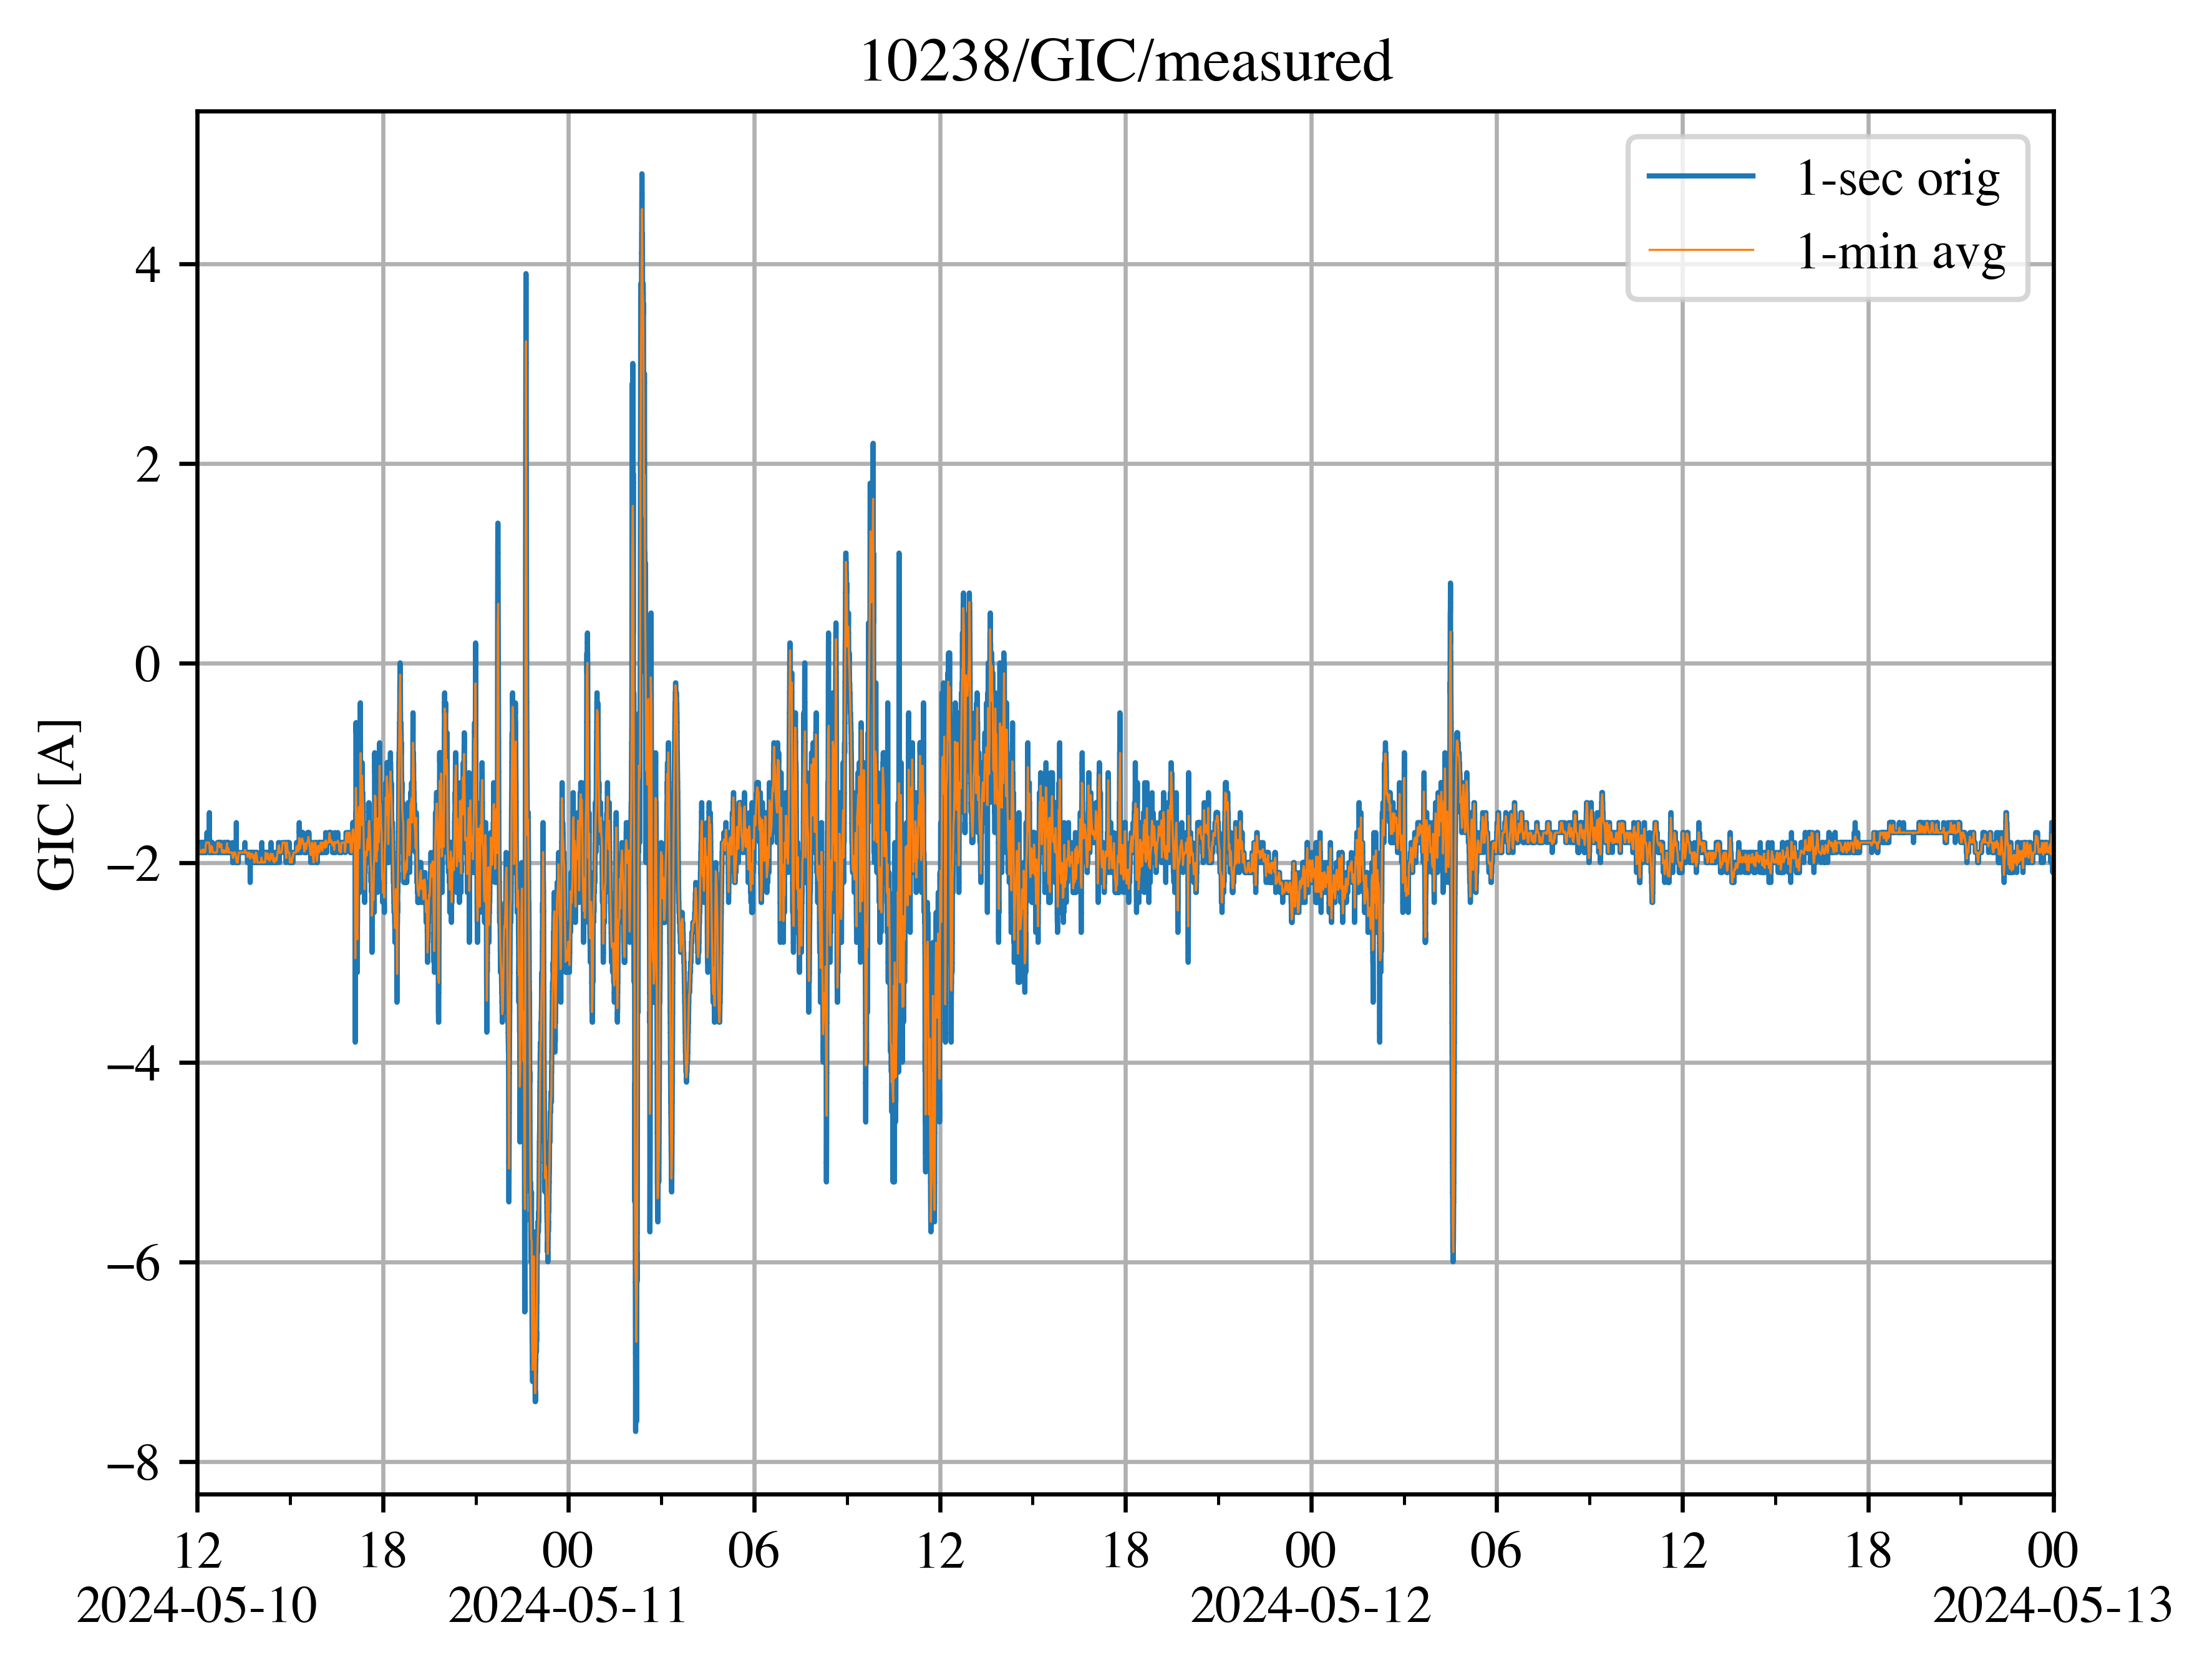 10238/GIC/measured
1-sec orig
1-min avg
GIC [A]
4
2
0
−2
−4
−6
−8
12 18 00 06 12 18 00 06 12 18 00
2024-05-10 2024-05-11 2024-05-12 2024-05-13